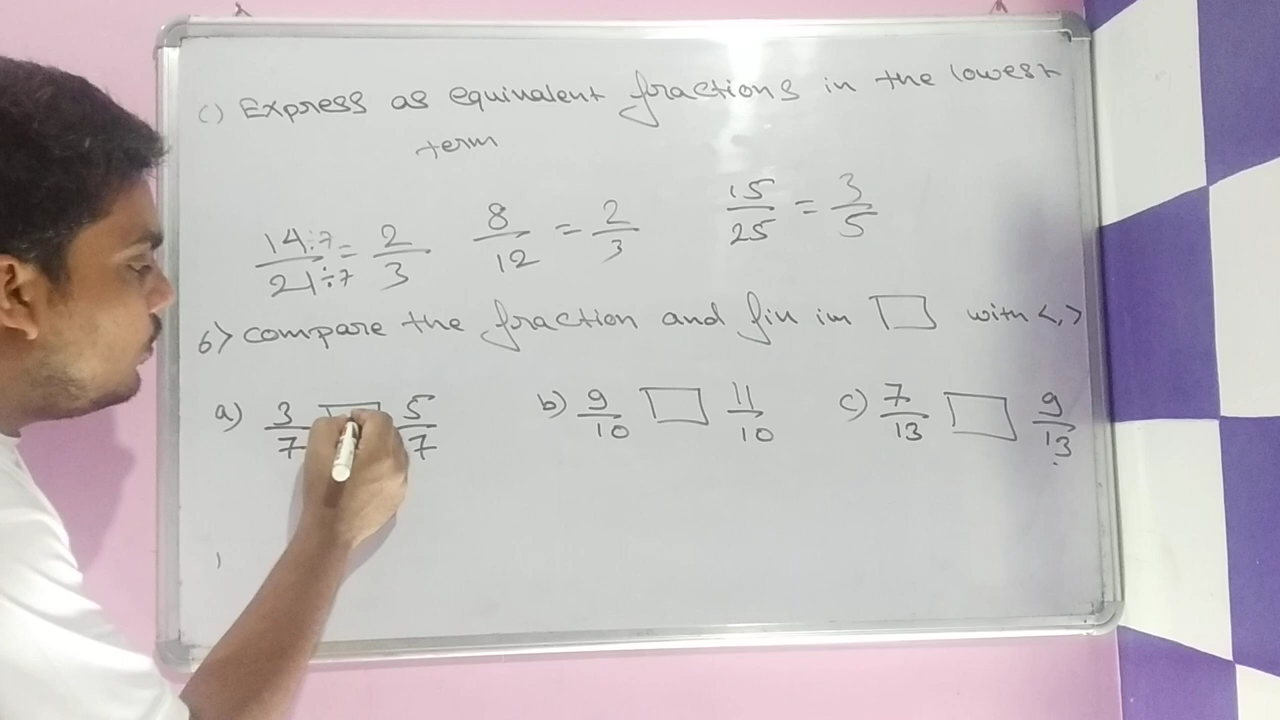 c) Express as equivalent fractions in the lowest
term
14÷7/21÷7 = 2/3 8/12 = 2/3 15/25 = 3/5
6> compare the fraction and fill in □ with <, >
a) 3/7 □ 5/7 b) 9/10 □ 11/10 c) 7/13 □ 9/13